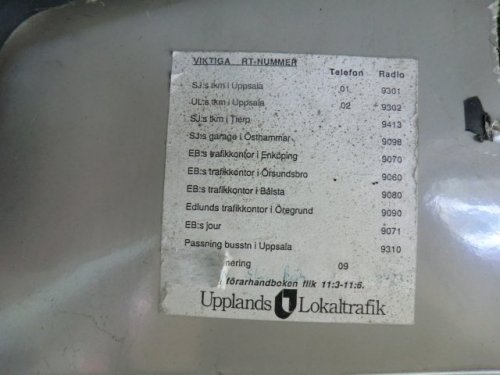 VIKTIGA RT-NUMMER
Telefon Radio
SJ:s tkm i Uppsala 01 9301
UL:s tkm i Uppsala 02 9302
SJ:s tkm i Tierp 9413
SJ:s garage i Östhammar 9098
EB:s trafikkontor i Enköping 9070
EB:s trafikkontor i Örsundsbro 9060
EB:s trafikkontor i Bålsta 9080
Edlunds trafikkontor i Öregrund 9090
EB:s jour 9071
Passning busstn i Uppsala 9310
09
förarhandboken flik 11:3-11:6.
Upplands Lokaltrafik